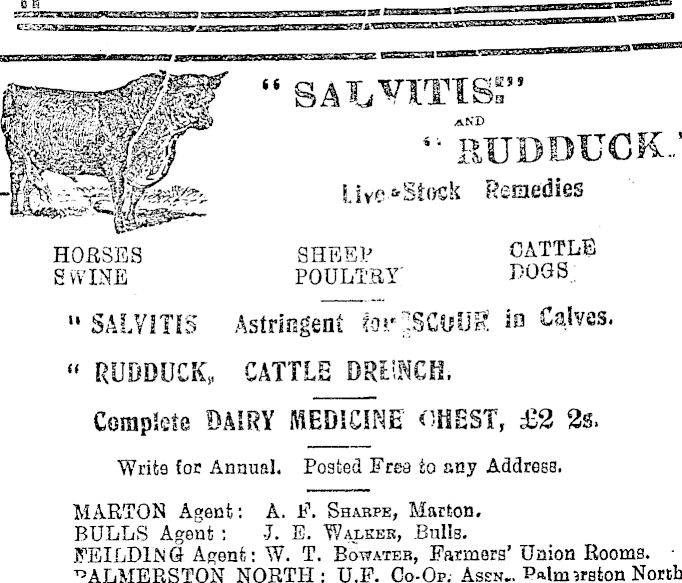 "SALVITIS"
AND
"RUDDUCK."
Live-Stock Remedies
HORSES SHEEP CATTLE
SWINE POULTRY DOGS
"SALVITIS Astringent for SCOUR in Calves.
"RUDDUCK„ CATTLE DRENCH.
Complete DAIRY MEDICINE CHEST, £2 2s.
Write for Annual. Posted Free to any Address.
MARTON Agent: A. F. SHARPE, Marton.
BULLS Agent: J. E. WALKER, Bulls.
FEILDING Agent: W. T. BOWATER, Farmers' Union Rooms.
PALMERSTON NORTH: U.F. CO-OP. ASSN., Palmerston North